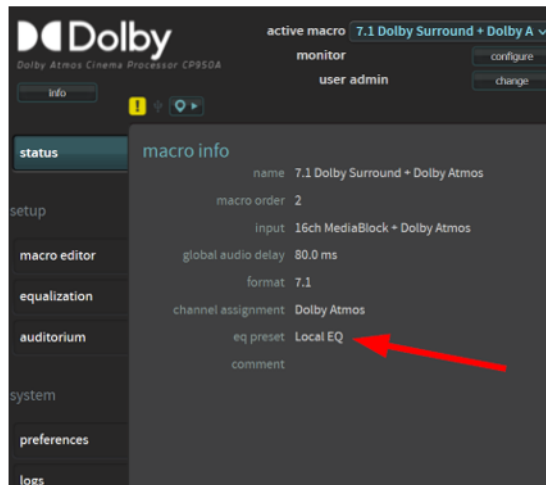 Dolby
Dolby Atmos Cinema Processor CP950A
info
active macro 7.1 Dolby Surround + Dolby A
monitor configure
user admin change
!
status
setup
macro editor
equalization
auditorium
system
preferences
logs
macro info
name 7.1 Dolby Surround + Dolby Atmos
macro order 2
input 16ch MediaBlock + Dolby Atmos
global audio delay 80.0 ms
format 7.1
channel assignment Dolby Atmos
eq preset Local EQ
comment